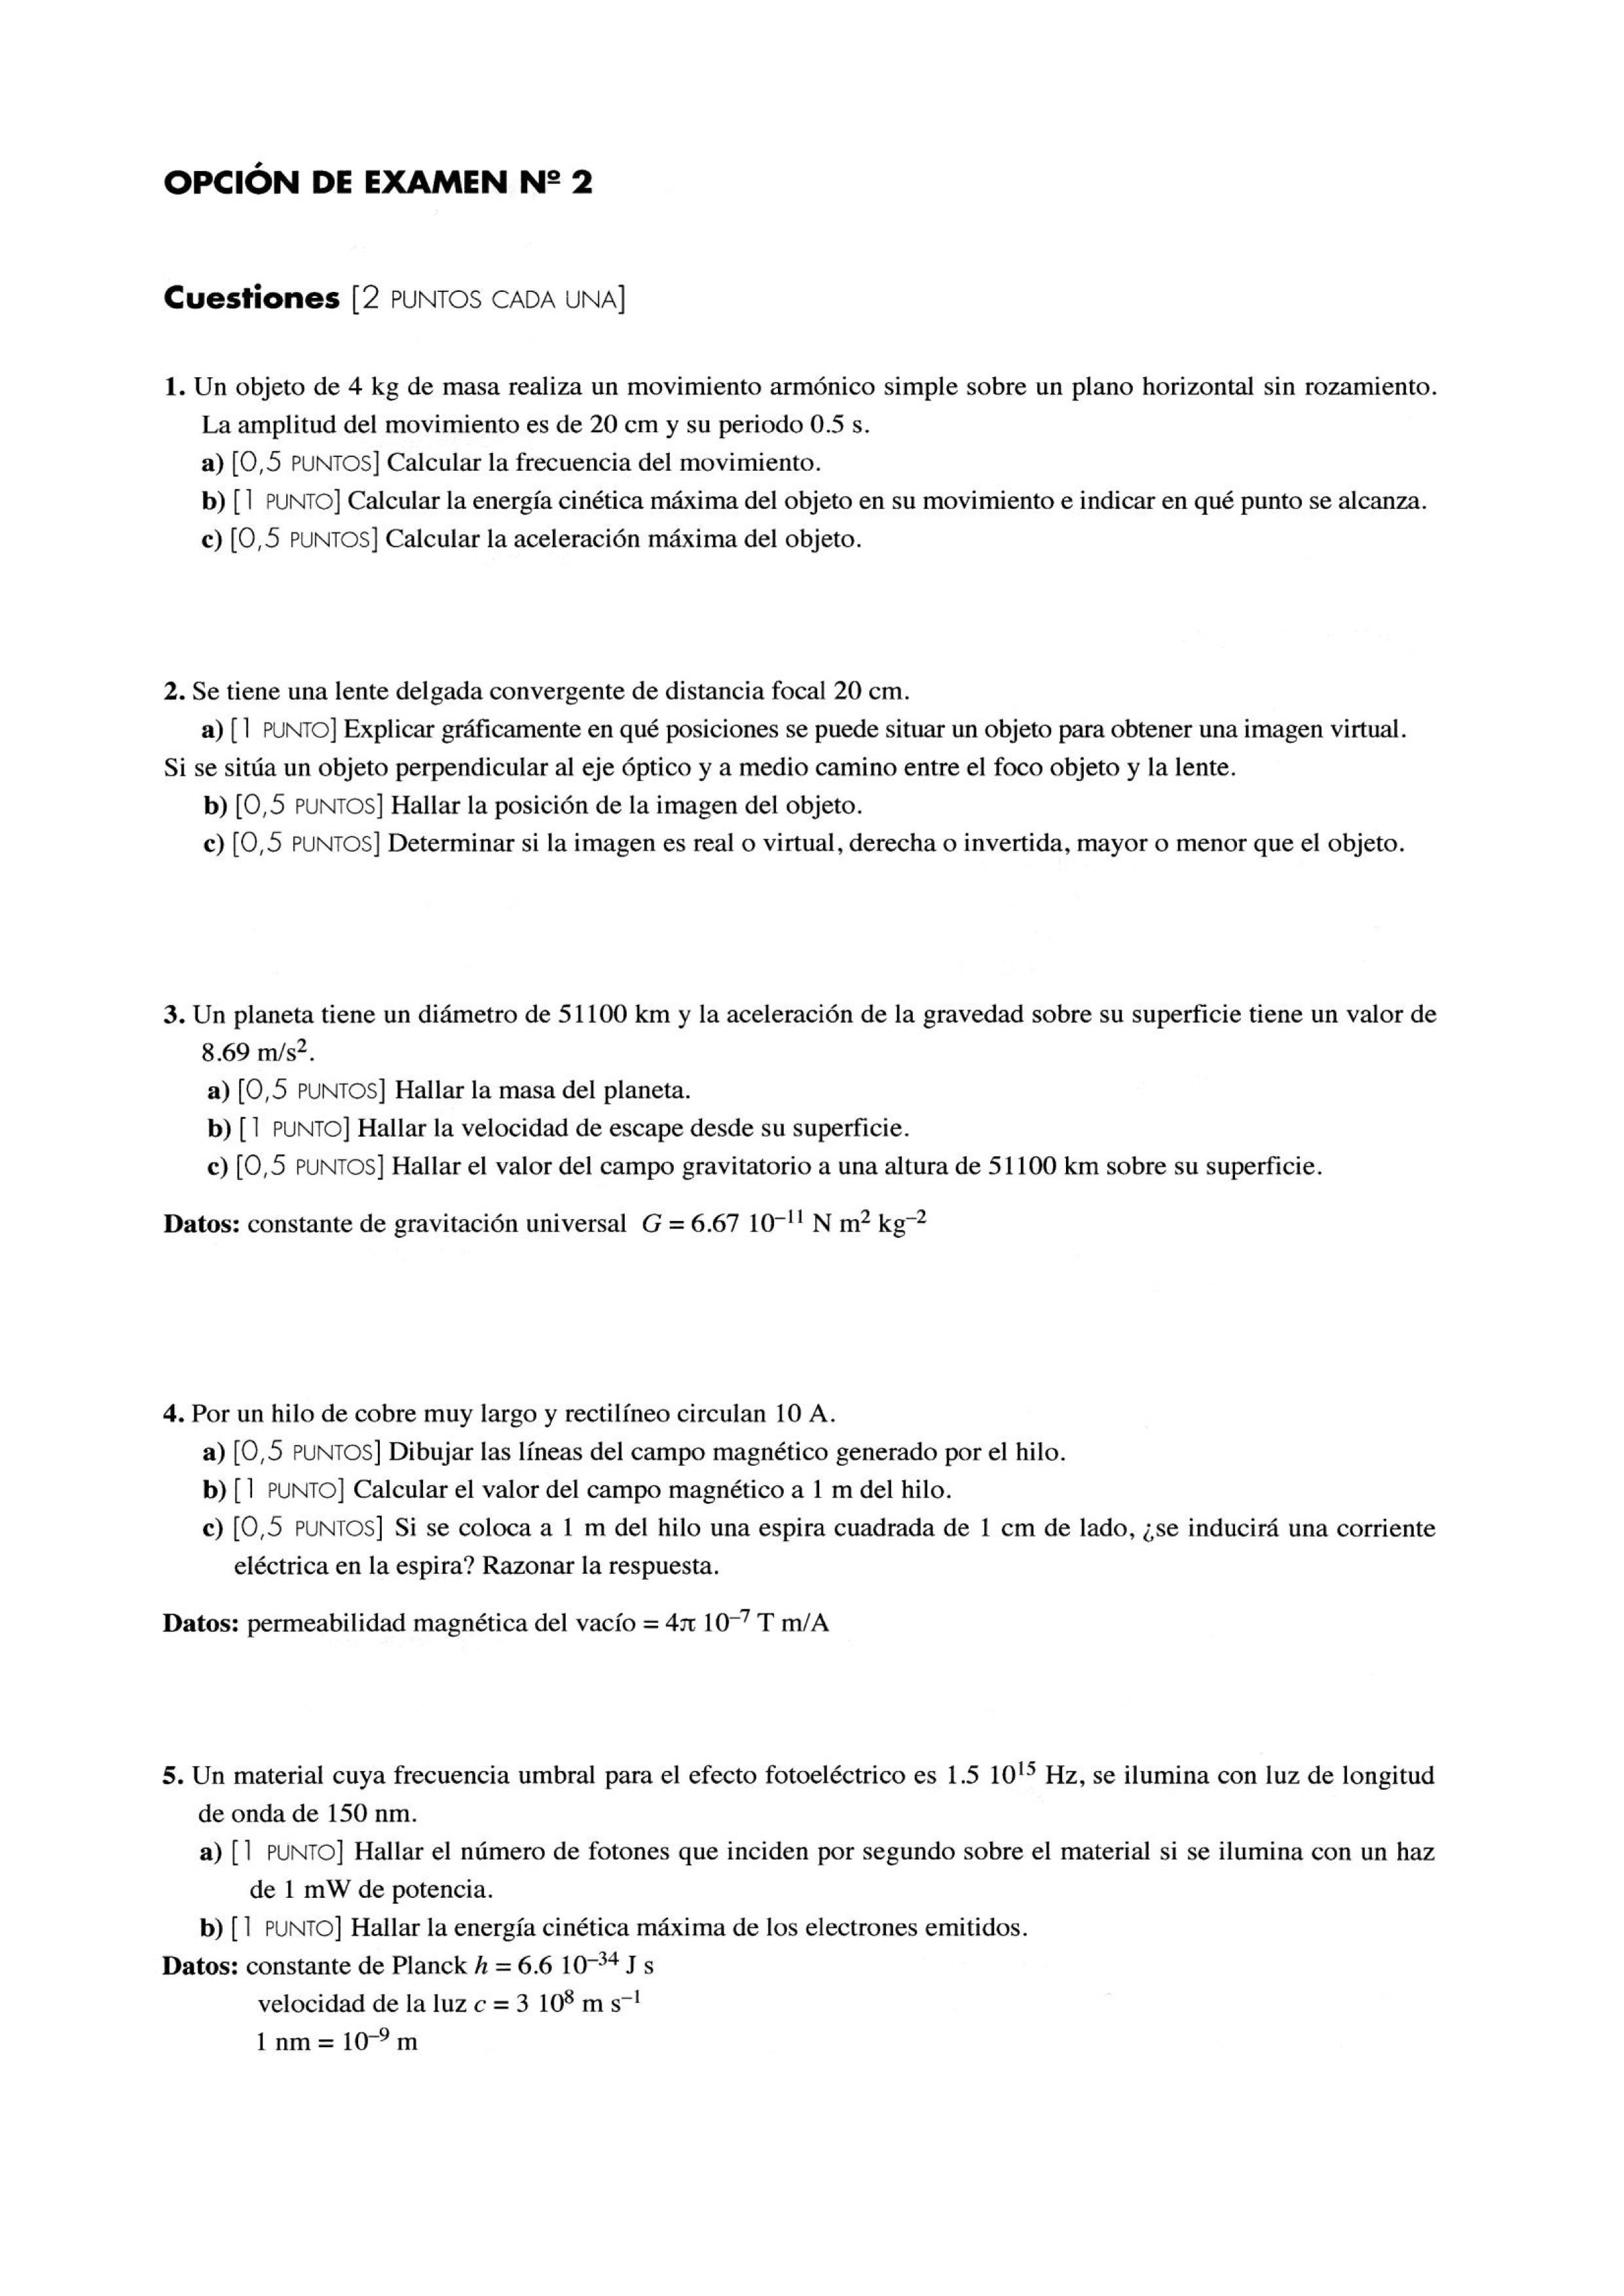 OPCIÓN DE EXAMEN Nº 2
Cuestiones [2 PUNTOS CADA UNA]
1. Un objeto de 4 kg de masa realiza un movimiento armónico simple sobre un plano horizontal sin rozamiento.
La amplitud del movimiento es de 20 cm y su periodo 0.5 s.
a) [0,5 PUNTOS] Calcular la frecuencia del movimiento.
b) [1 PUNTO] Calcular la energía cinética máxima del objeto en su movimiento e indicar en qué punto se alcanza.
c) [0,5 PUNTOS] Calcular la aceleración máxima del objeto.
2. Se tiene una lente delgada convergente de distancia focal 20 cm.
a) [1 PUNTO] Explicar gráficamente en qué posiciones se puede situar un objeto para obtener una imagen virtual.
Si se sitúa un objeto perpendicular al eje óptico y a medio camino entre el foco objeto y la lente.
b) [0,5 PUNTOS] Hallar la posición de la imagen del objeto.
c) [0,5 PUNTOS] Determinar si la imagen es real o virtual, derecha o invertida, mayor o menor que el objeto.
3. Un planeta tiene un diámetro de 51100 km y la aceleración de la gravedad sobre su superficie tiene un valor de
8.69 m/s².
a) [0,5 PUNTOS] Hallar la masa del planeta.
b) [1 PUNTO] Hallar la velocidad de escape desde su superficie.
c) [0,5 PUNTOS] Hallar el valor del campo gravitatorio a una altura de 51100 km sobre su superficie.
Datos: constante de gravitación universal G = 6.67 10⁻¹¹ N m² kg⁻²
4. Por un hilo de cobre muy largo y rectilíneo circulan 10 A.
a) [0,5 PUNTOS] Dibujar las líneas del campo magnético generado por el hilo.
b) [1 PUNTO] Calcular el valor del campo magnético a 1 m del hilo.
c) [0,5 PUNTOS] Si se coloca a 1 m del hilo una espira cuadrada de 1 cm de lado, ¿se inducirá una corriente
eléctrica en la espira? Razonar la respuesta.
Datos: permeabilidad magnética del vacío = 4π 10⁻⁷ T m/A
5. Un material cuya frecuencia umbral para el efecto fotoeléctrico es 1.5 10¹⁵ Hz, se ilumina con luz de longitud
de onda de 150 nm.
a) [1 PUNTO] Hallar el número de fotones que inciden por segundo sobre el material si se ilumina con un haz
de 1 mW de potencia.
b) [1 PUNTO] Hallar la energía cinética máxima de los electrones emitidos.
Datos: constante de Planck h = 6.6 10⁻³⁴ J s
velocidad de la luz c = 3 10⁸ m s⁻¹
1 nm = 10⁻⁹ m